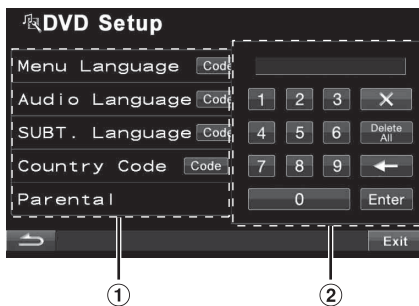 DVD Setup
Menu Language Code
Audio Language Code
SUBT. Language Code
Country Code Code
Parental
1 2 3 ×
4 5 6 Delete All
7 8 9 ←
0 Enter
Exit
1 2